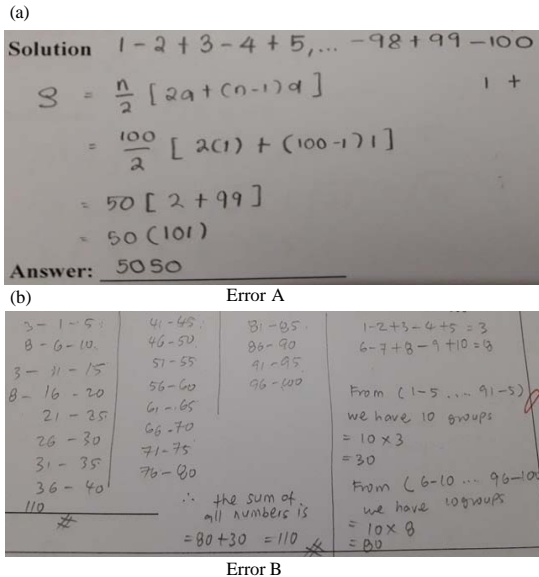 (a)
Solution 1 - 2 + 3 - 4 + 5, ... - 98 + 99 - 100
S = n/2 [2a + (n-1)d]
1 +
= 100/2 [2(1) + (100-1)1]
= 50 [2 + 99]
= 50 (101)
Answer: 5050
Error A
(b)
3 - 1 - 5
8 - 6 - 10
3 - 11 - 15
8 - 16 - 20
21 - 25
26 - 30
31 - 35
36 - 40
110
41 - 45
46 - 50
51 - 55
56 - 60
61 - 65
66 - 70
71 - 75
76 - 80
81 - 85
86 - 90
91 - 95
96 - 100
∴ the sum of
all numbers is
= 80 + 30 = 110
1 - 2 + 3 - 4 + 5 = 3
6 - 7 + 8 - 9 + 10 = 8
From (1-5 ... 91-5)
we have 10 groups
= 10 x 3
= 30
From (6-10 ... 96-100
we have 10 groups
= 10 x 8
= 80
Error B